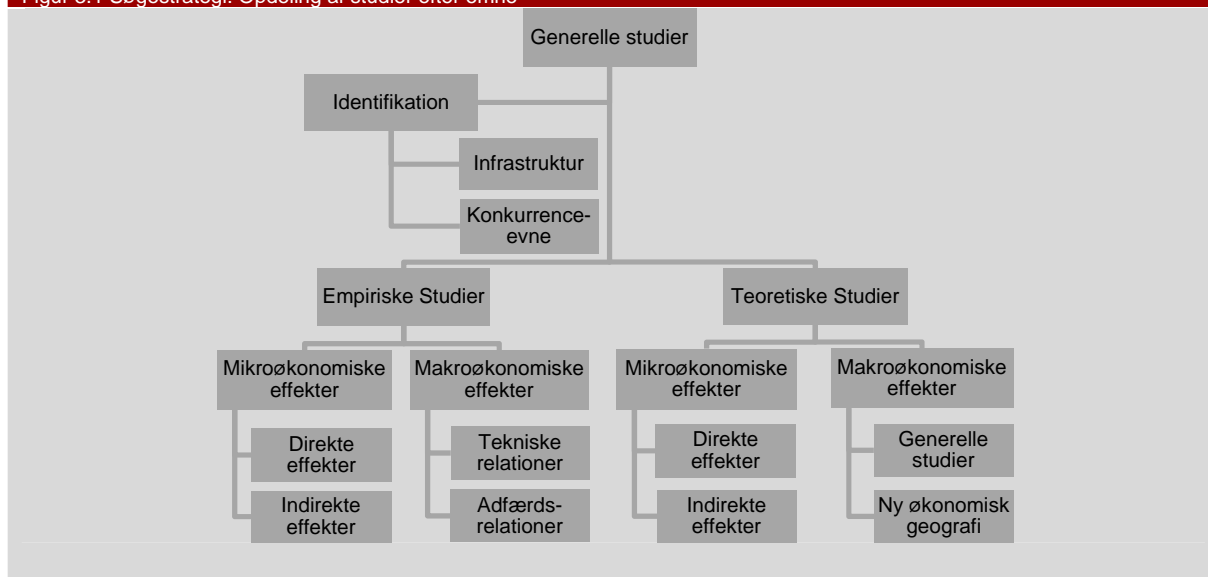 Generelle studier
Identifikation
Infrastruktur
Konkurrence-
evne
Empiriske Studier
Teoretiske Studier
Mikroøkonomiske
effekter
Makroøkonomiske
effekter
Mikroøkonomiske
effekter
Makroøkonomiske
effekter
Direkte
effekter
Tekniske
relationer
Direkte
effekter
Generelle
studier
Indirekte
effekter
Adfærds-
relationer
Indirekte
effekter
Ny økonomisk
geografi